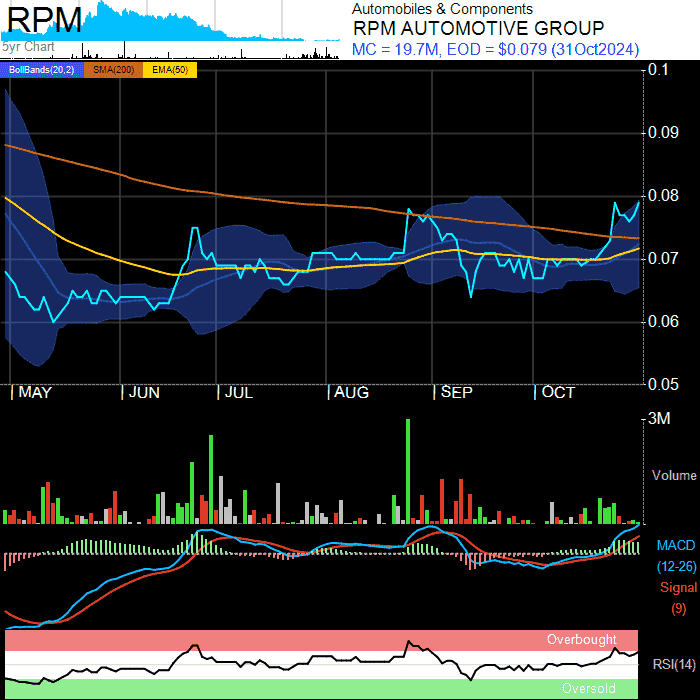 RPM
5yr Chart
Automobiles & Components
RPM AUTOMOTIVE GROUP
MC = 19.7M, EOD = $0.079 (31Oct2024)
BollBands(20,2) SMA(200) EMA(50)
0.1
0.09
0.08
0.07
0.06
0.05
MAY JUN JUL AUG SEP OCT
3M
Volume
MACD
(12-26)
Signal
(9)
Overbought
RSI(14)
Oversold